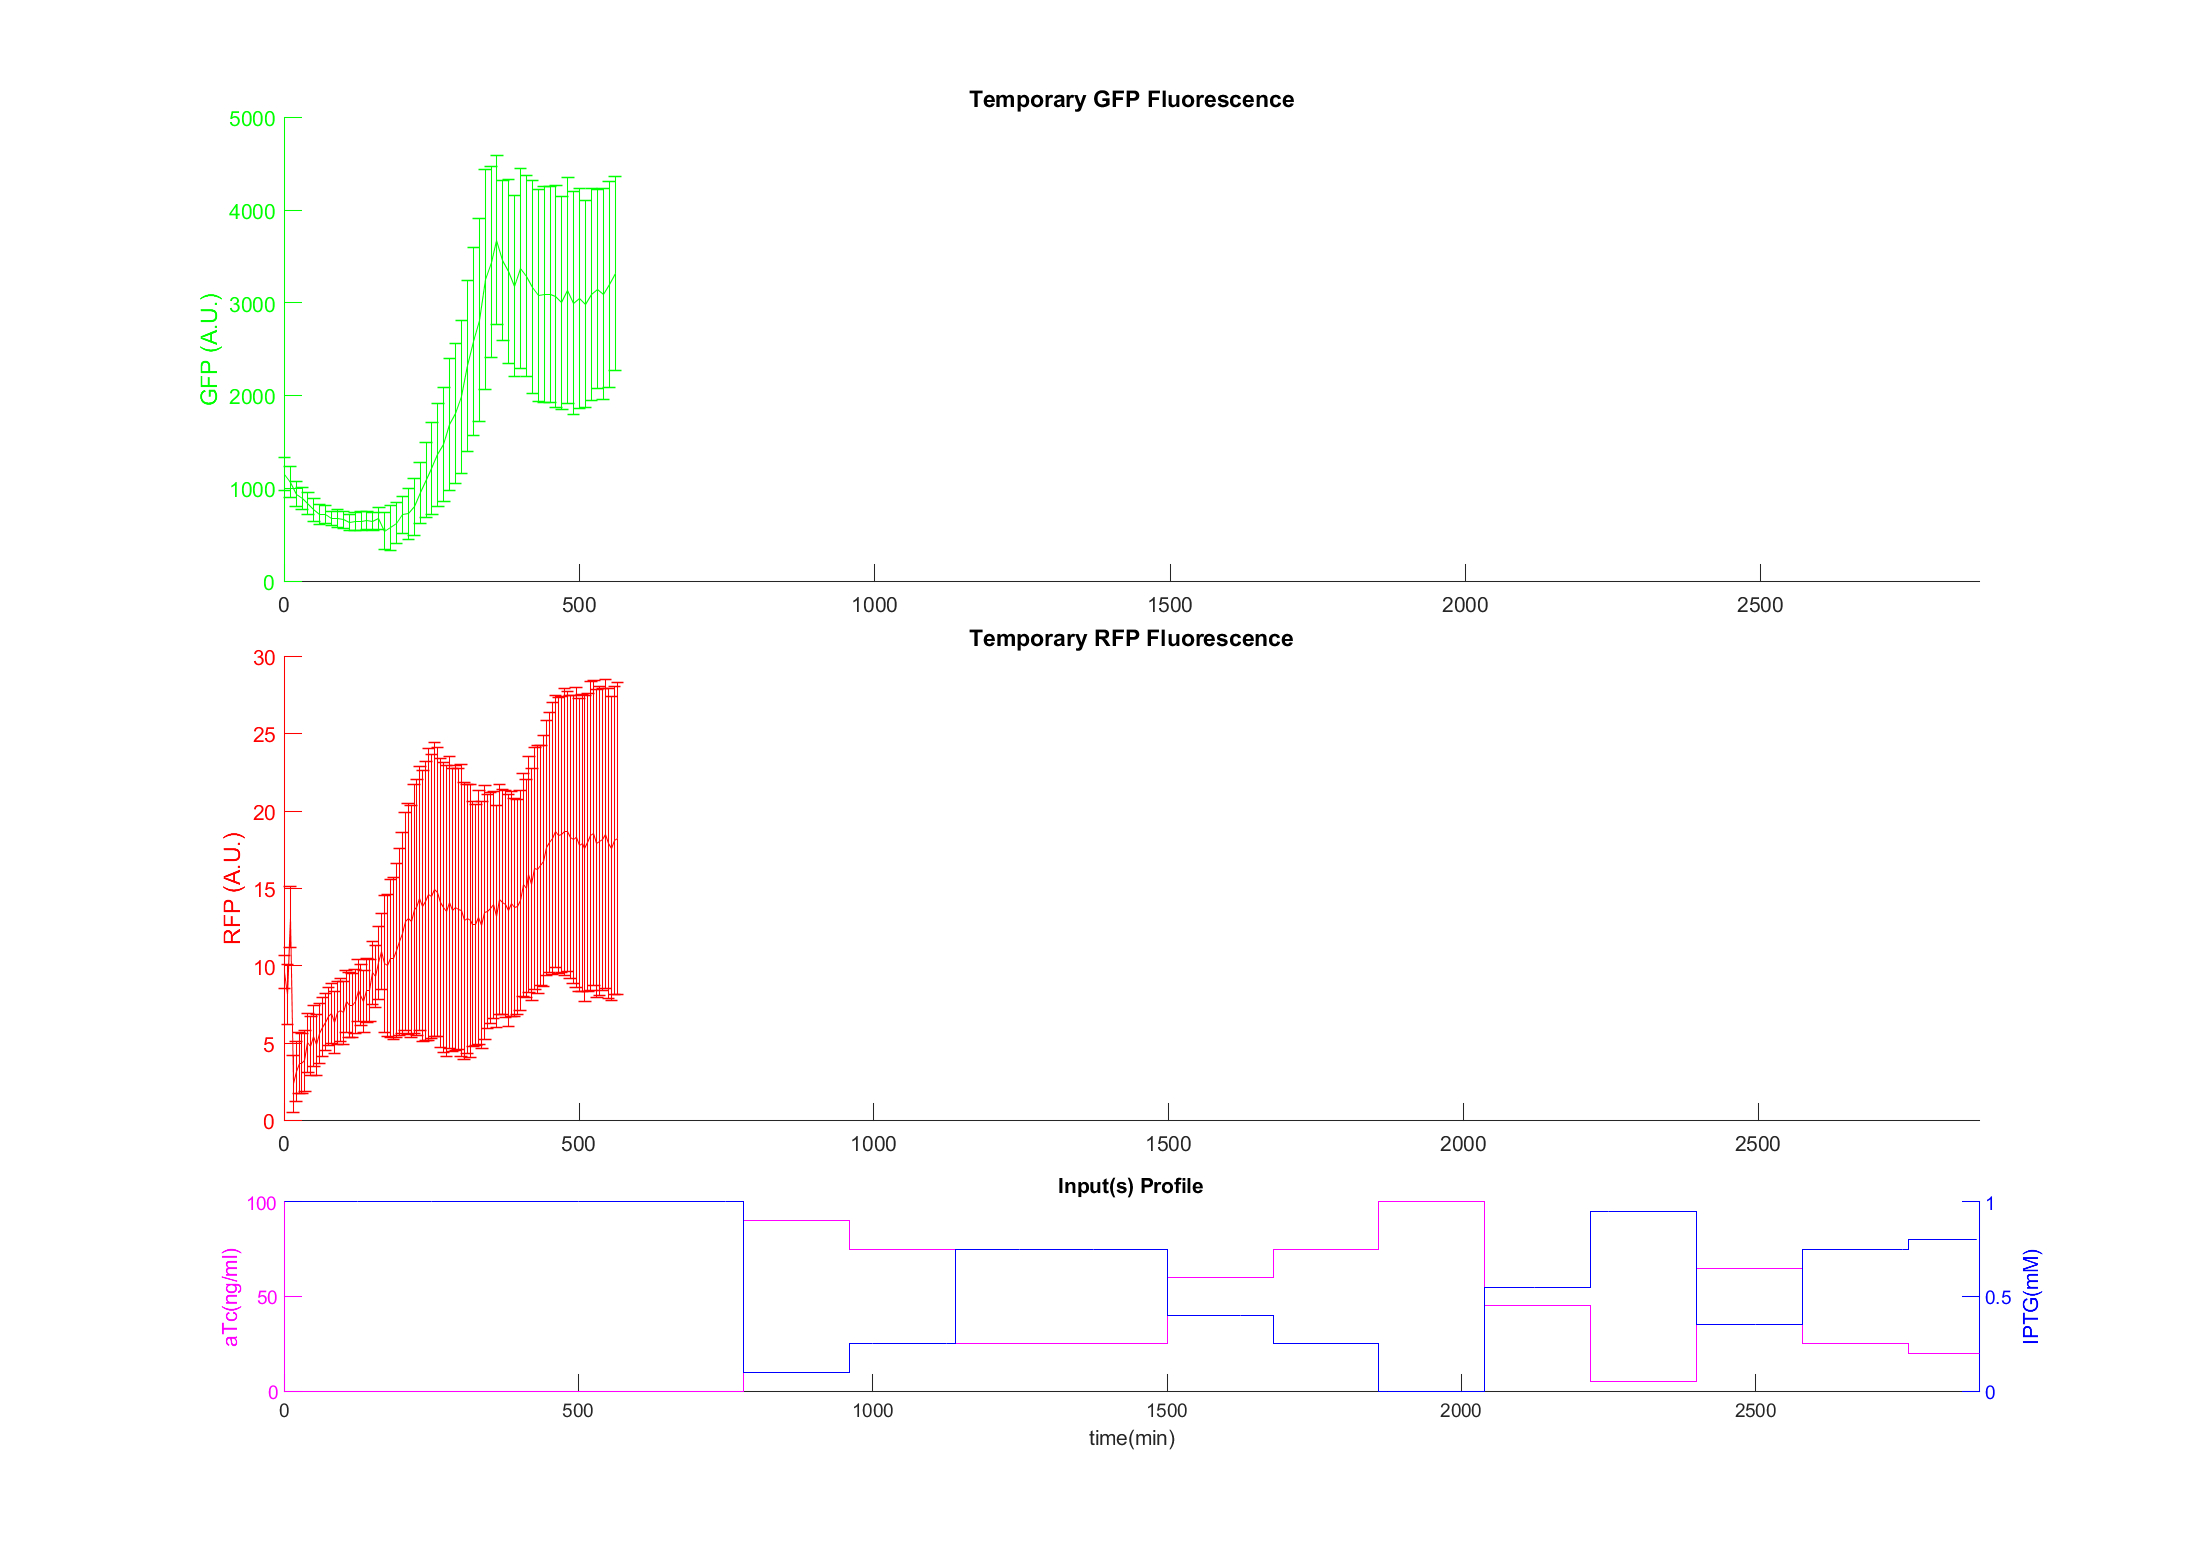 Temporary GFP Fluorescence
5000
4000
3000
2000
1000
0
GFP (A.U.)
0 500 1000 1500 2000 2500
Temporary RFP Fluorescence
30
25
20
15
10
5
0
RFP (A.U.)
0 500 1000 1500 2000 2500
Input(s) Profile
100
50
0
aTc(ng/ml)
1
0.5
0
IPTG(mM)
0 500 1000 1500 2000 2500
time(min)